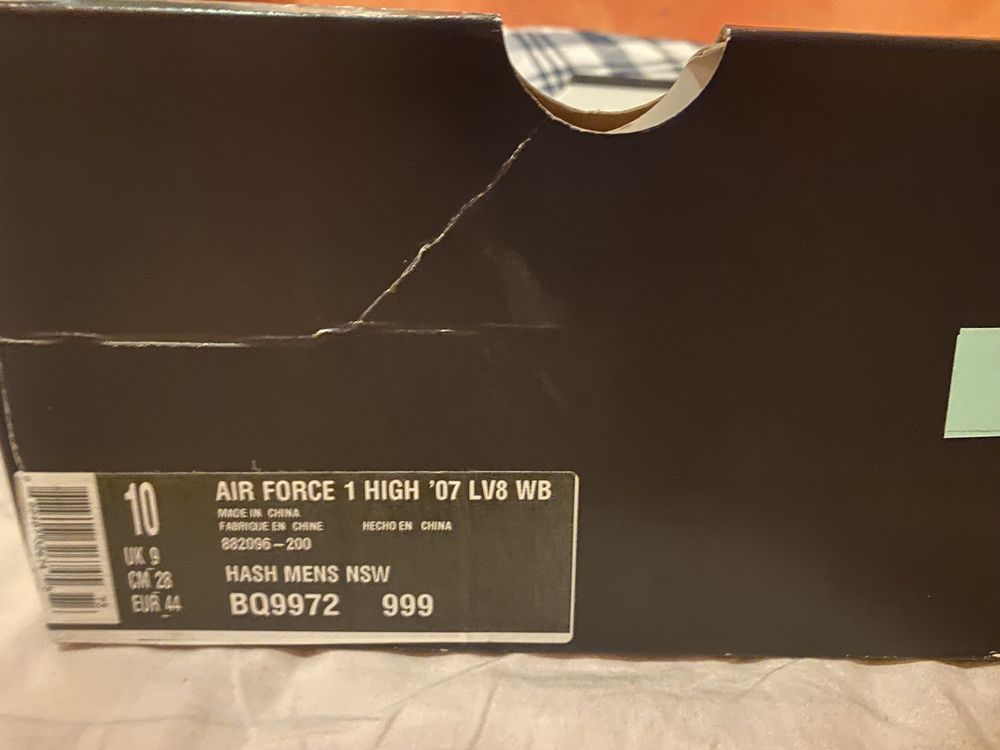 10
UK 9
CM 28
EUR 44
AIR FORCE 1 HIGH '07 LV8 WB
MADE IN CHINA
FABRIQUE EN CHINE HECHO EN CHINA
882096-200
HASH MENS NSW
BQ9972 999